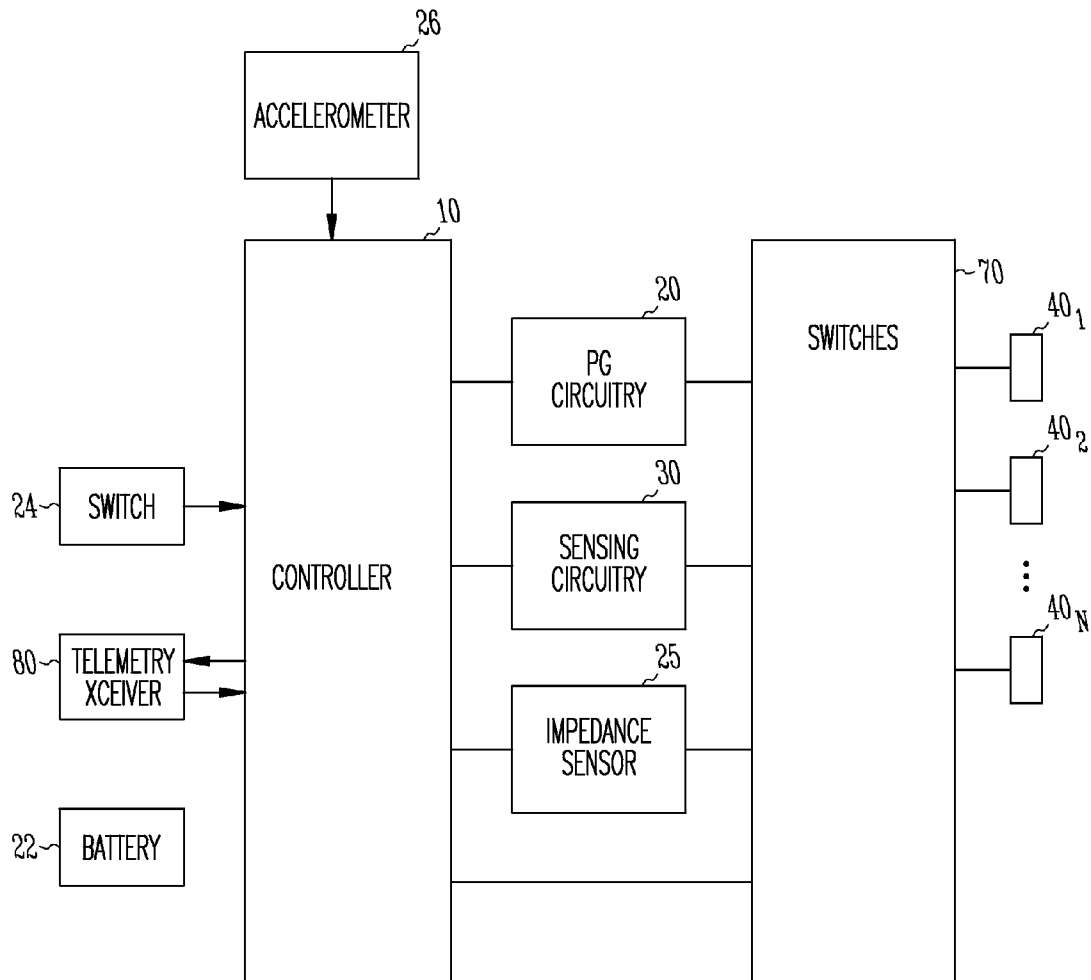 26
ACCELEROMETER
10
20
70
PG
CIRCUITRY
SWITCHES
40 1
40 2
30
24
SWITCH
SENSING
CIRCUITRY
CONTROLLER
40 N
80
TELEMETRY
XCEIVER
25
IMPEDANCE
SENSOR
22
BATTERY